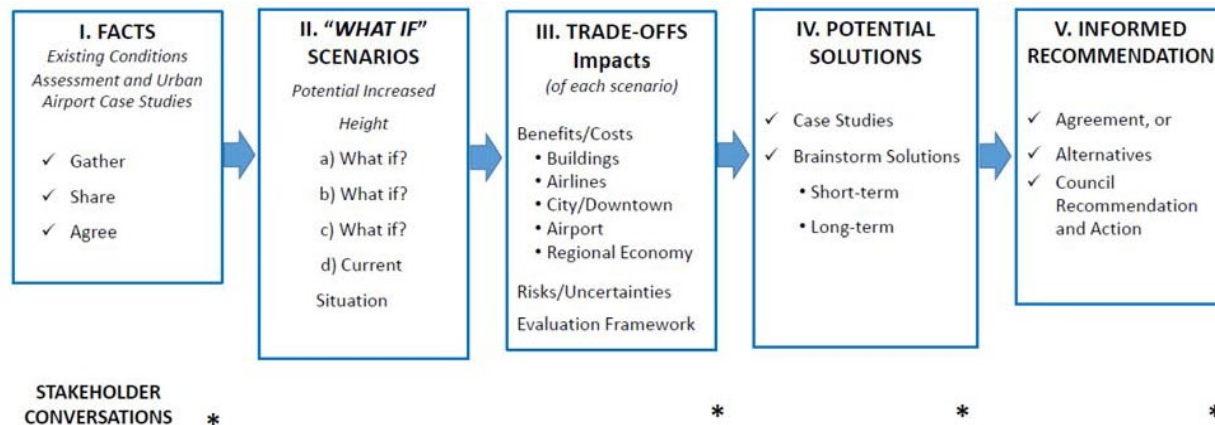 I. FACTS
Existing Conditions
Assessment and Urban
Airport Case Studies
✓ Gather
✓ Share
✓ Agree
II. “WHAT IF”
SCENARIOS
Potential Increased
Height
a) What if?
b) What if?
c) What if?
d) Current
Situation
III. TRADE-OFFS
Impacts
(of each scenario)
Benefits/Costs
• Buildings
• Airlines
• City/Downtown
• Airport
• Regional Economy
Risks/Uncertainties
Evaluation Framework
IV. POTENTIAL
SOLUTIONS
✓ Case Studies
✓ Brainstorm Solutions
• Short-term
• Long-term
V. INFORMED
RECOMMENDATION
✓ Agreement, or
✓ Alternatives
✓ Council
Recommendation
and Action
STAKEHOLDER
CONVERSATIONS * * * *